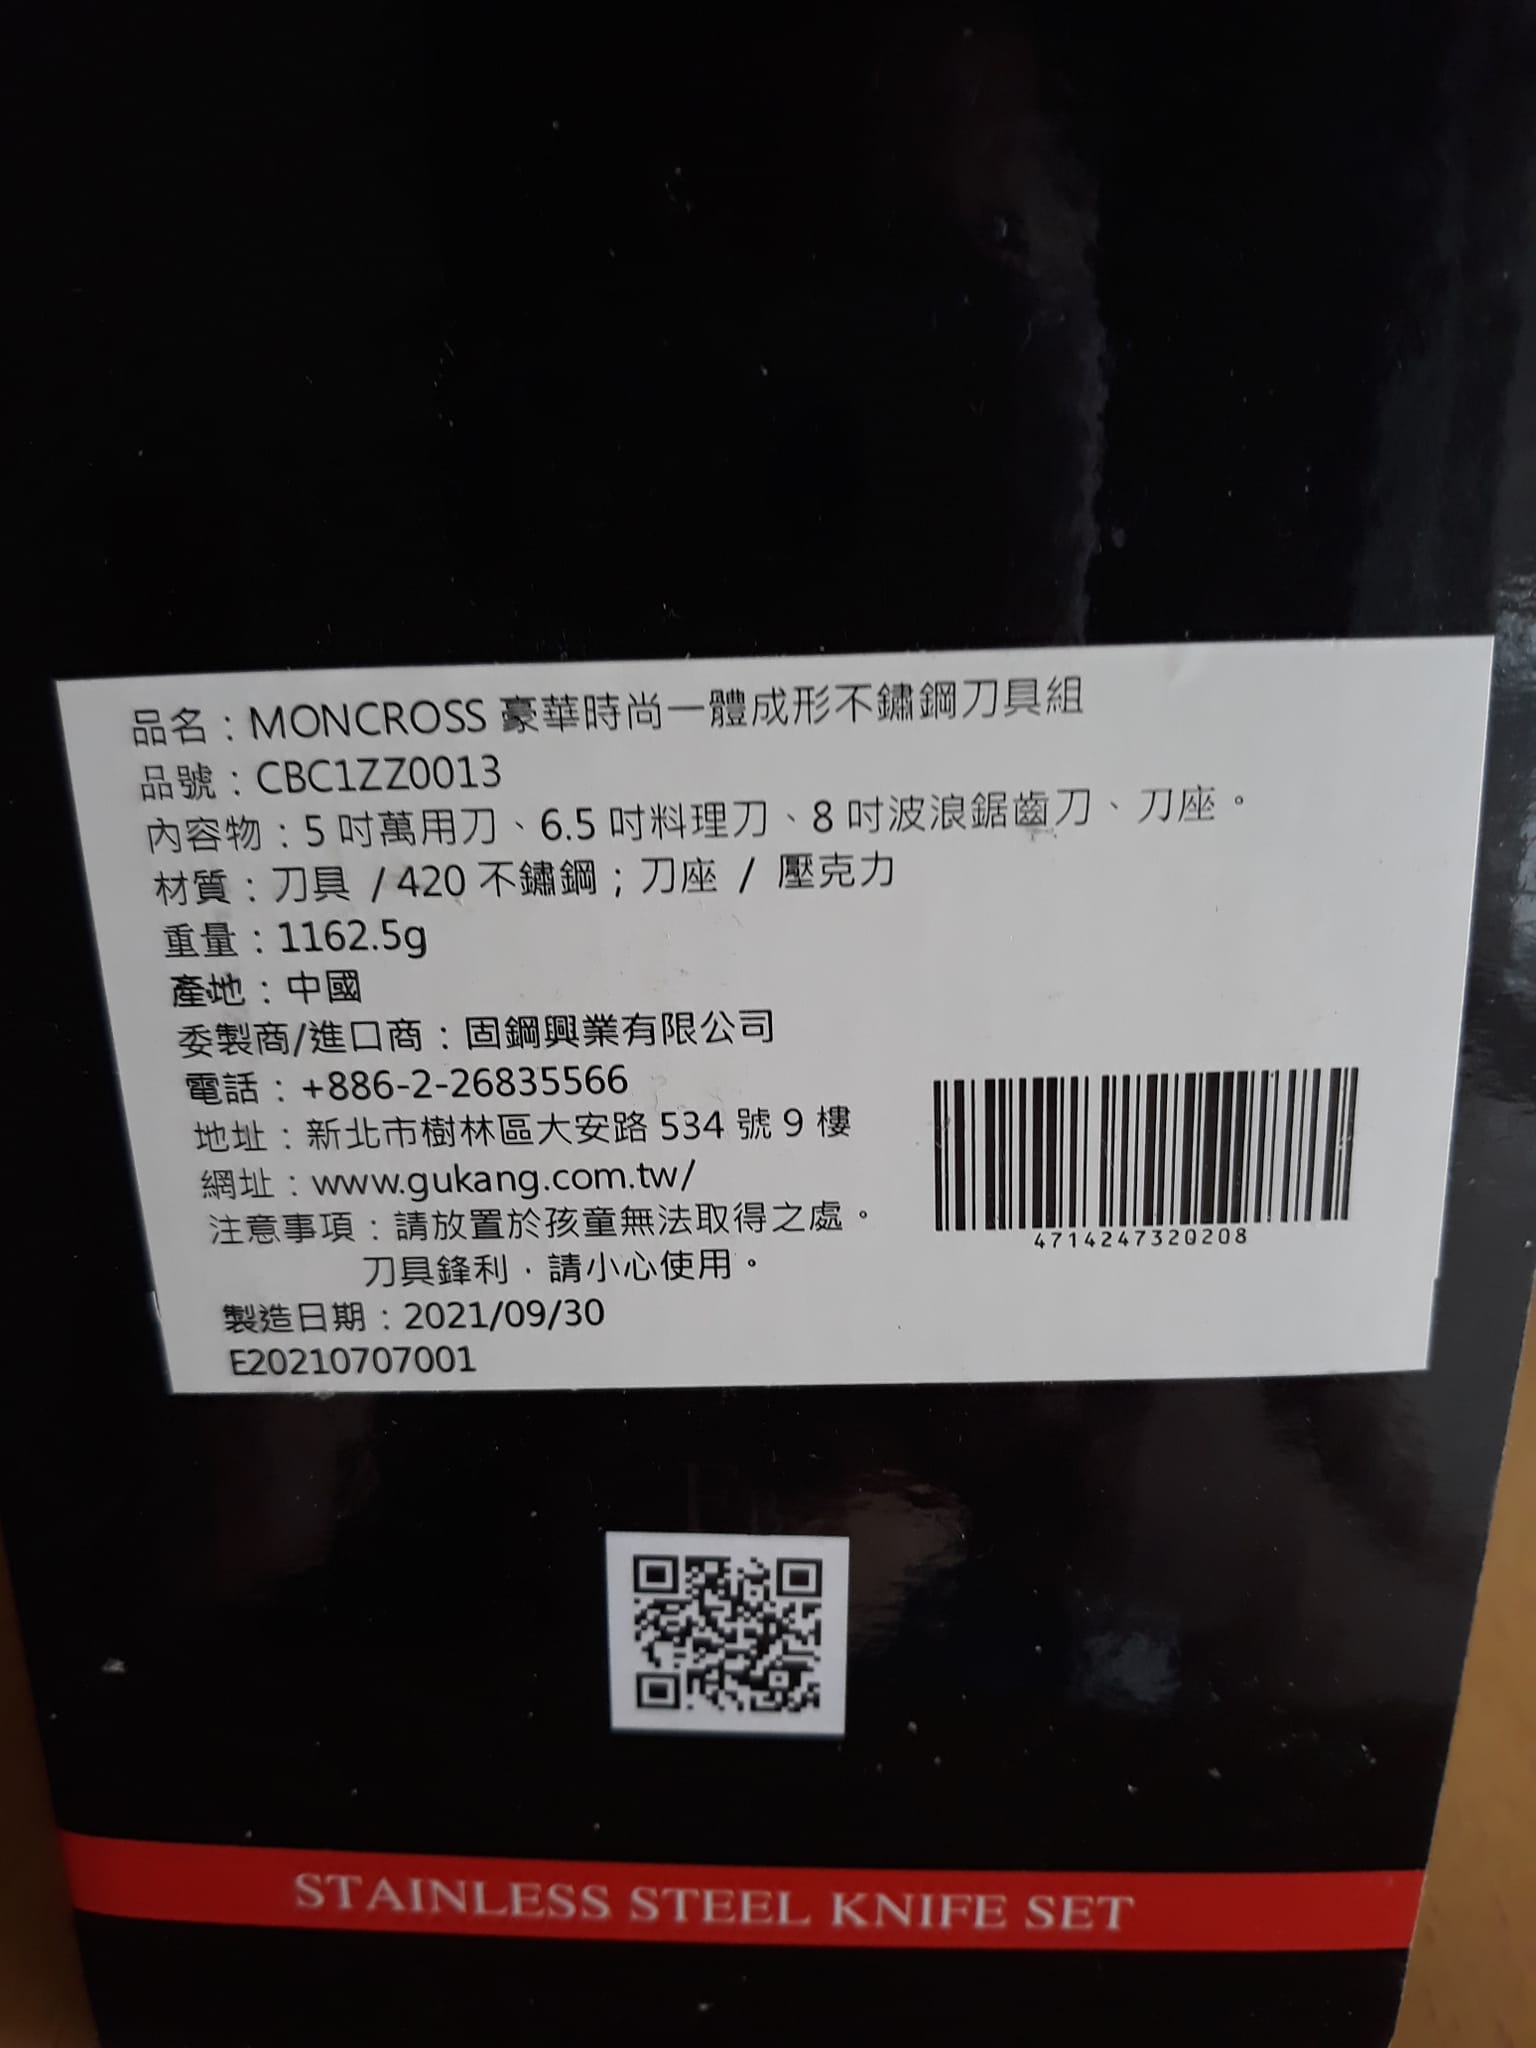 品名：MONCROSS 豪華時尚一體成形不鏽鋼刀具組
品號：CBC1ZZ0013
內容物：5 吋萬用刀、6.5 吋料理刀、8 吋波浪鋸齒刀、刀座。
材質：刀具 / 420 不鏽鋼；刀座 / 壓克力
重量：1162.5g
產地：中國
委製商/進口商：固鋼興業有限公司
電話：+886-2-26835566
地址：新北市樹林區大安路 534 號 9 樓
網址：www.gukang.com.tw/
注意事項：請放置於孩童無法取得之處。
刀具鋒利，請小心使用。
製造日期：2021/09/30
E20210707001
4714247320208
STAINLESS STEEL KNIFE SET